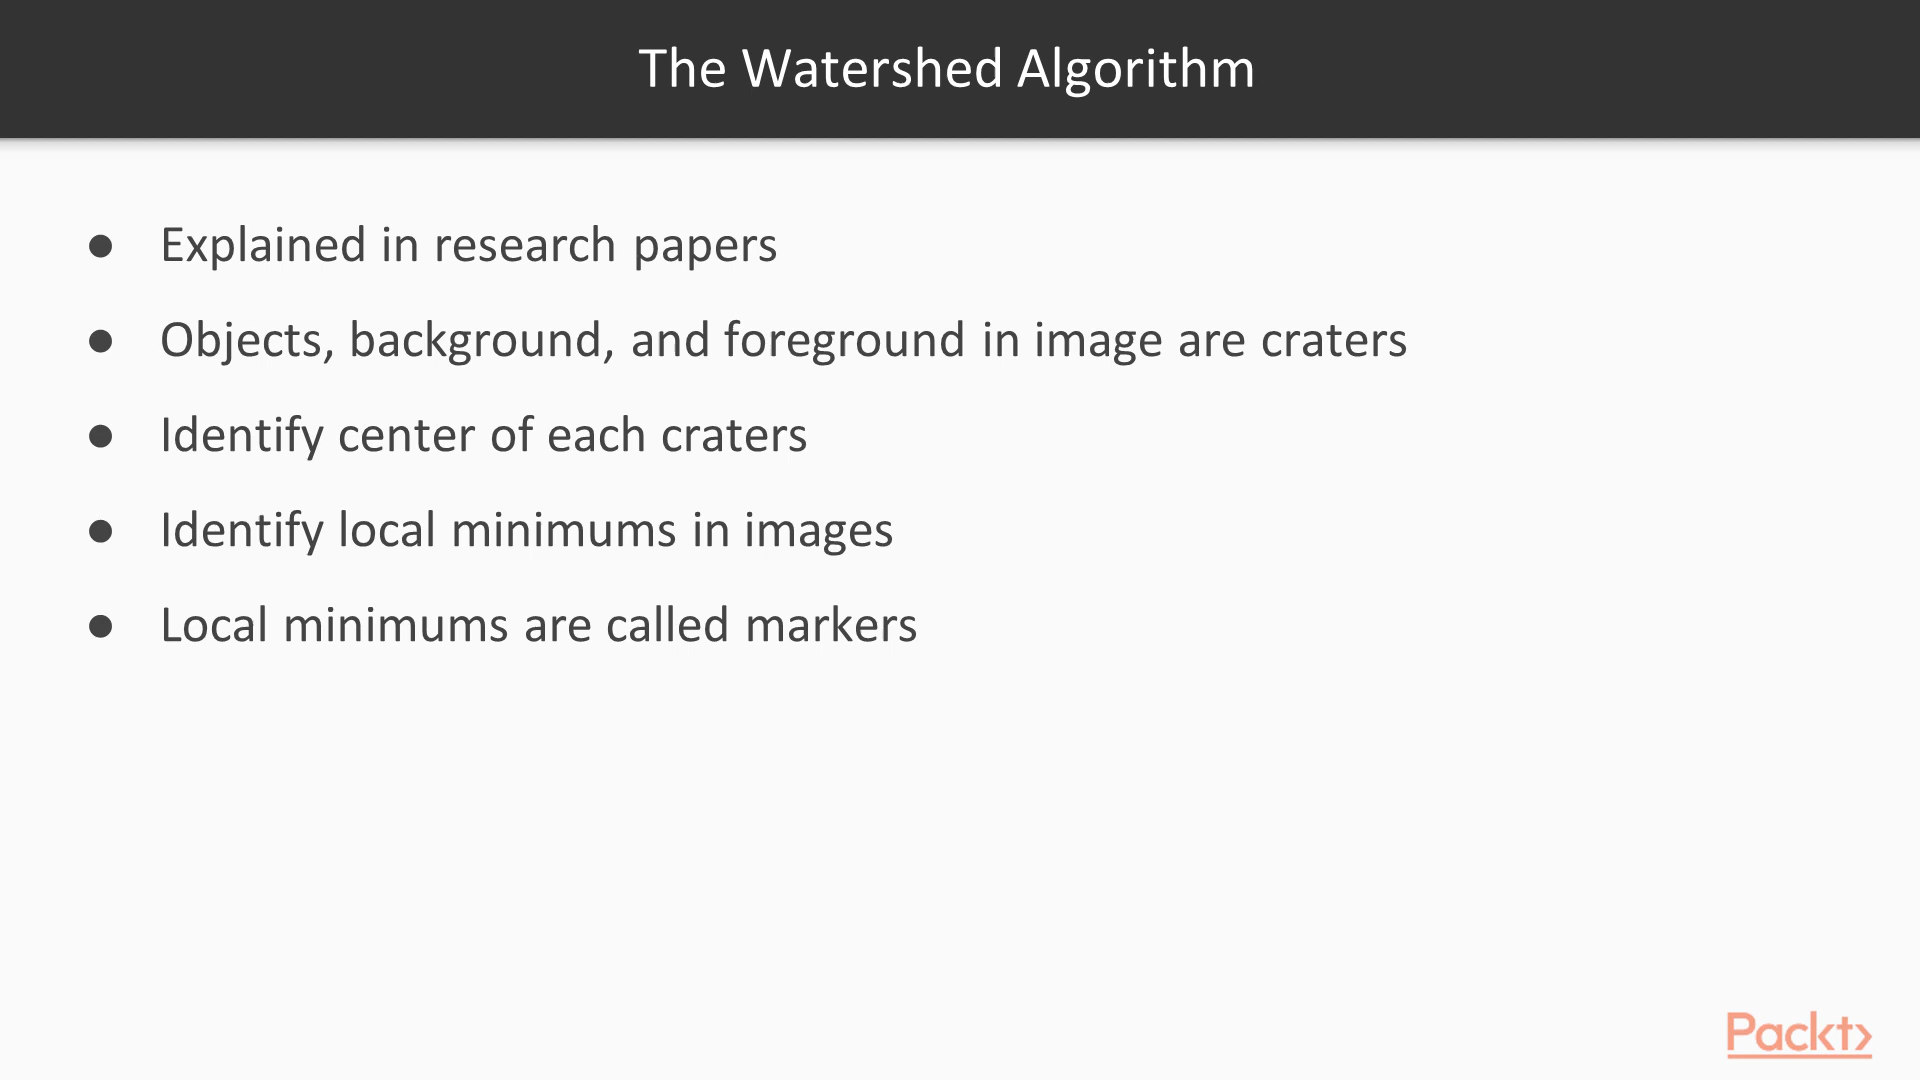 The Watershed Algorithm
● Explained in research papers
● Objects, background, and foreground in image are craters
● Identify center of each craters
● Identify local minimums in images
● Local minimums are called markers
Packt>